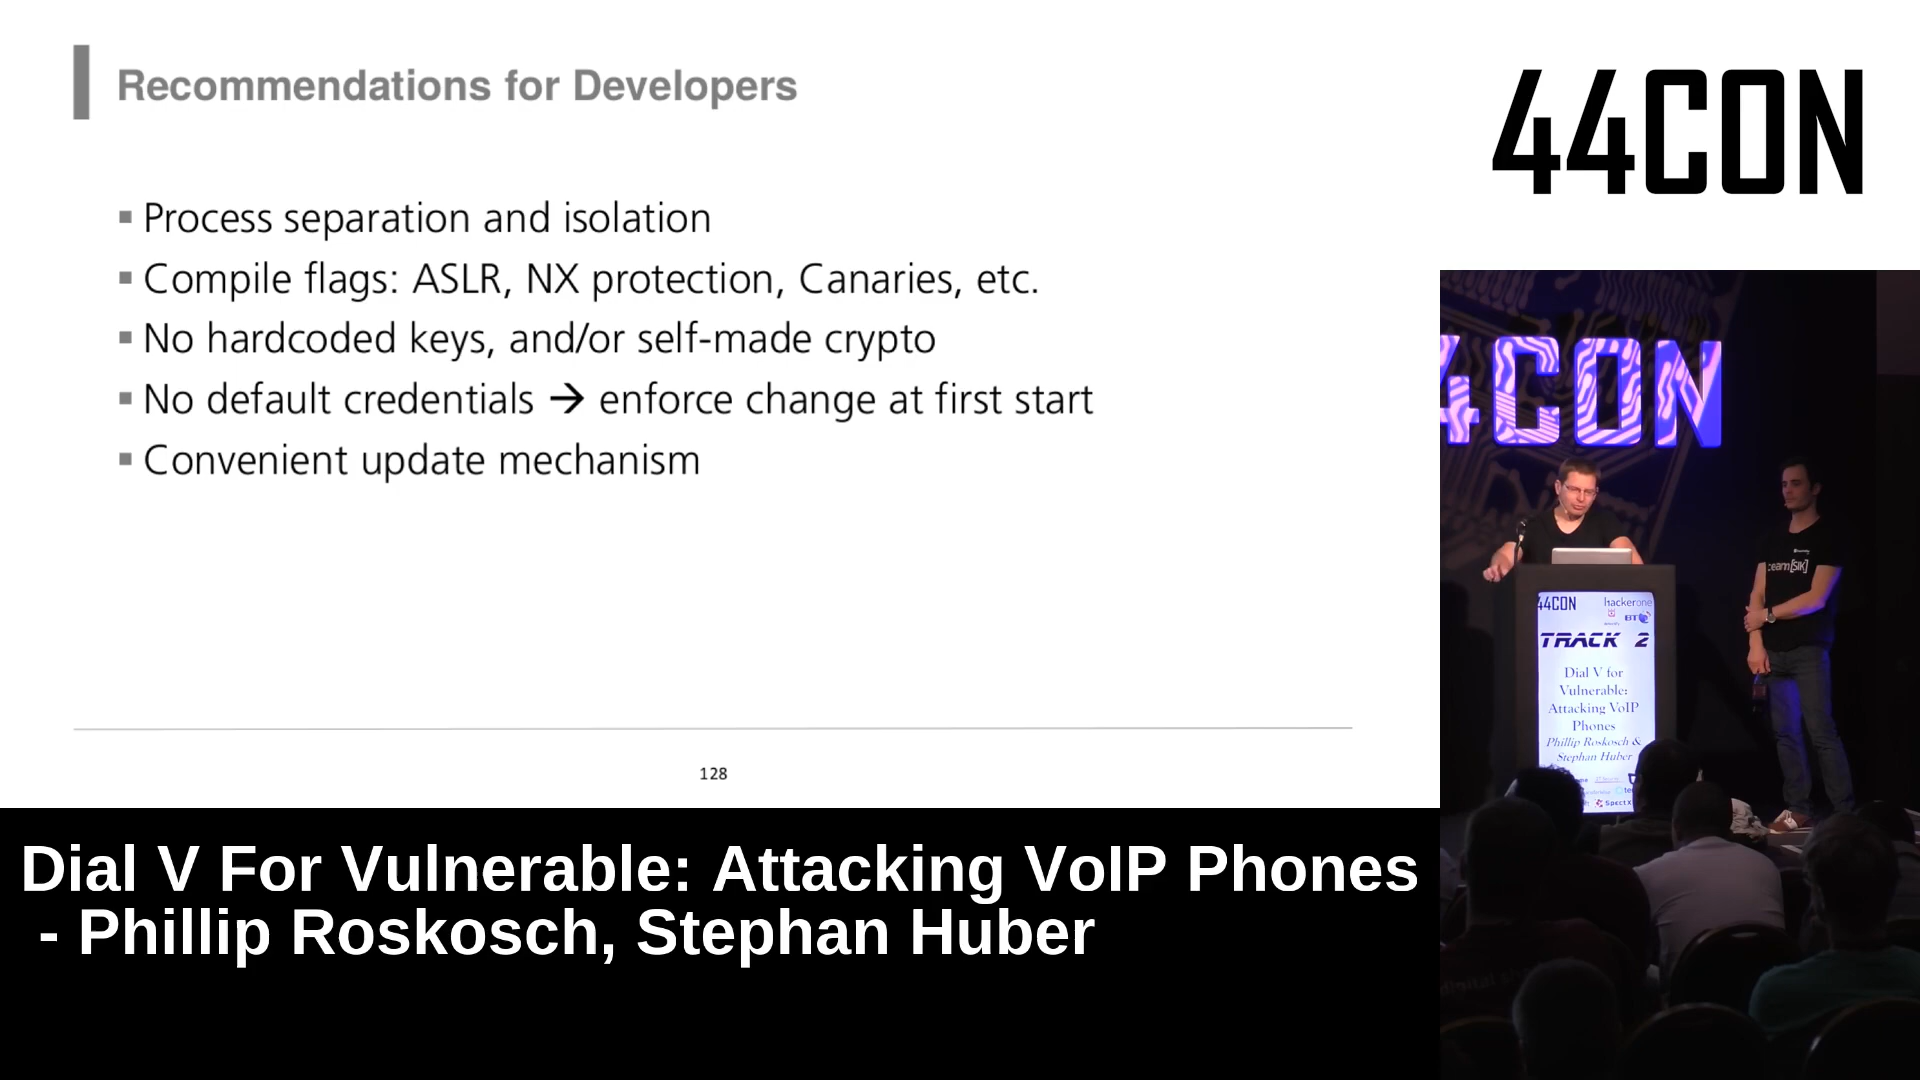 Recommendations for Developers
44CON
Process separation and isolation
Compile flags: ASLR, NX protection, Canaries, etc.
No hardcoded keys, and/or self-made crypto
No default credentials → enforce change at first start
Convenient update mechanism
128
4CON
team[SIK]
44CON
hackerone
BT
TRACK 2
Dial V for
Vulnerable:
Attacking VoIP
Phones
Phillip Roskosch &
Stephan Huber
SpectX
Dial V For Vulnerable: Attacking VoIP Phones
- Phillip Roskosch, Stephan Huber